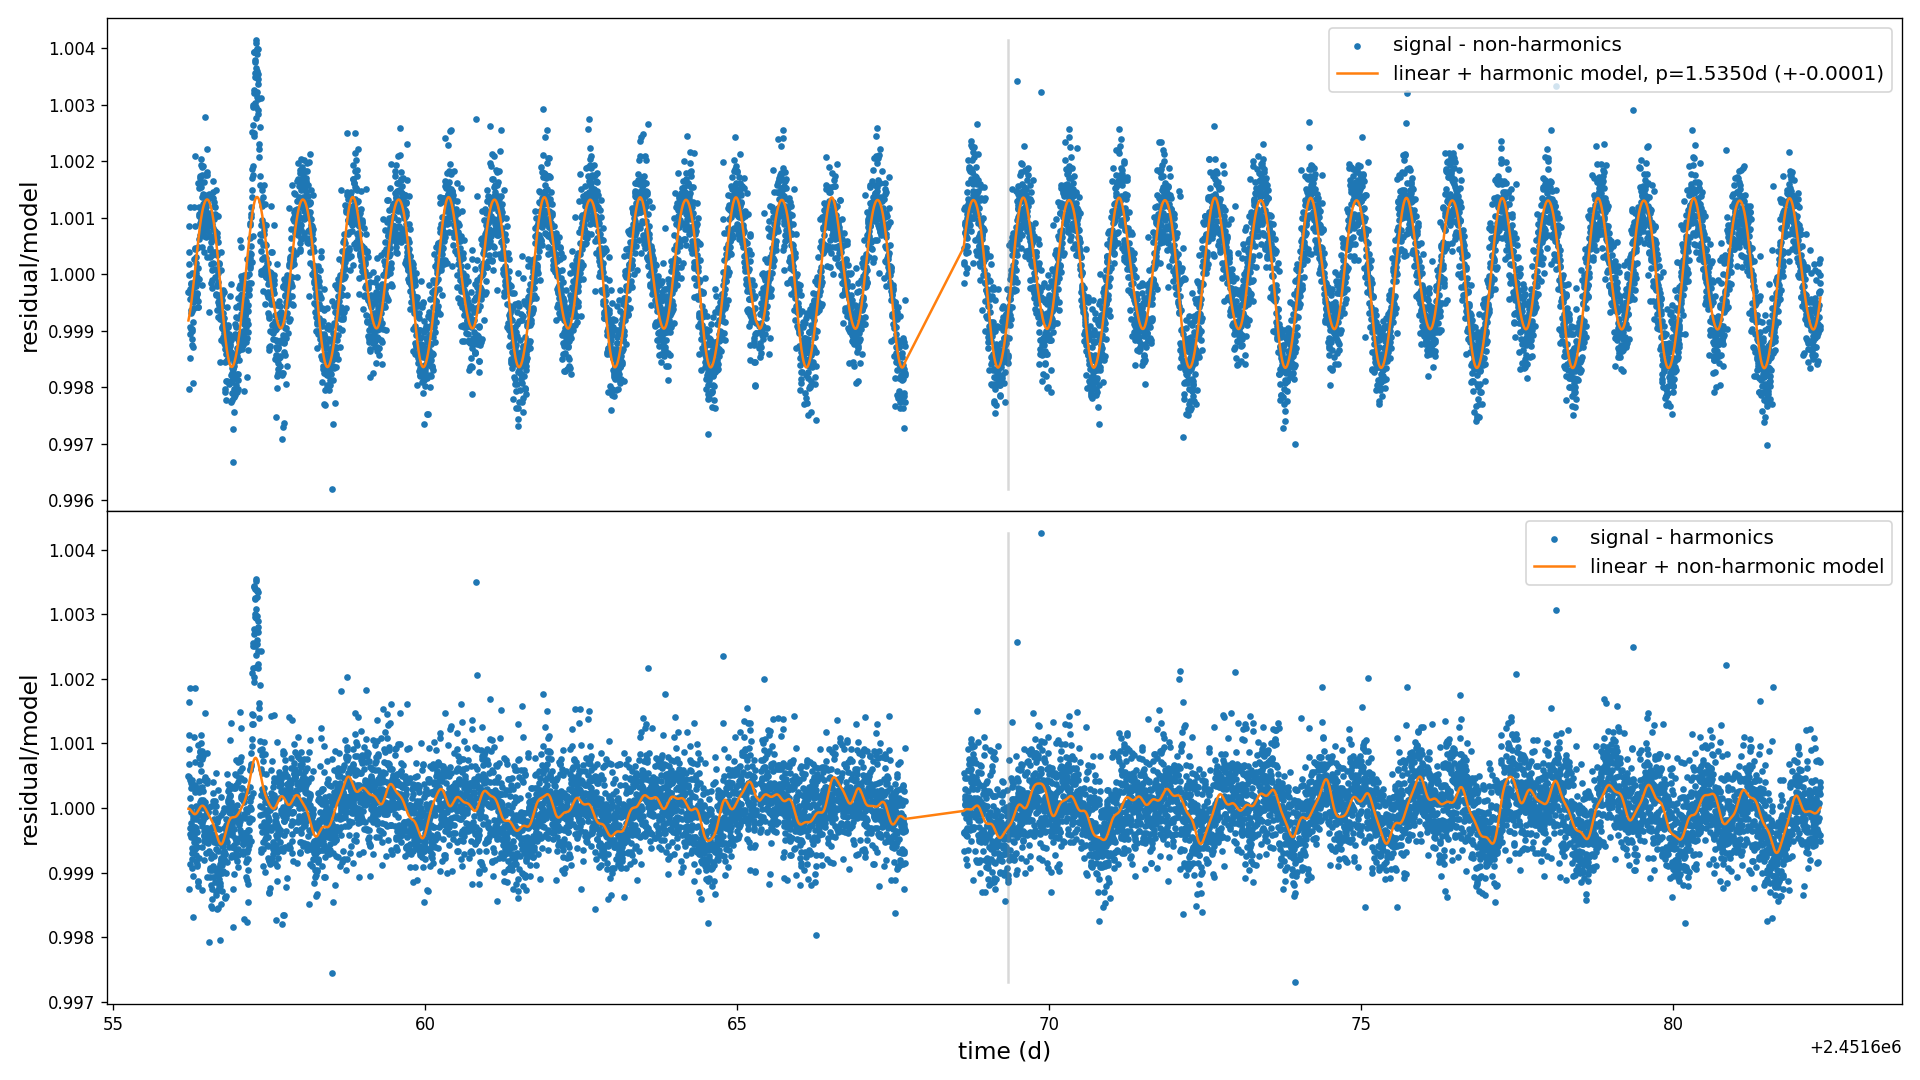 1.004
1.003
1.002
1.001
1.000
0.999
0.998
0.997
0.996
residual/model
signal - non-harmonics
linear + harmonic model, p=1.5350d (+-0.0001)
1.004
1.003
1.002
1.001
1.000
0.999
0.998
0.997
residual/model
signal - harmonics
linear + non-harmonic model
55
60
65
70
75
80
time (d)
+2.4516e6